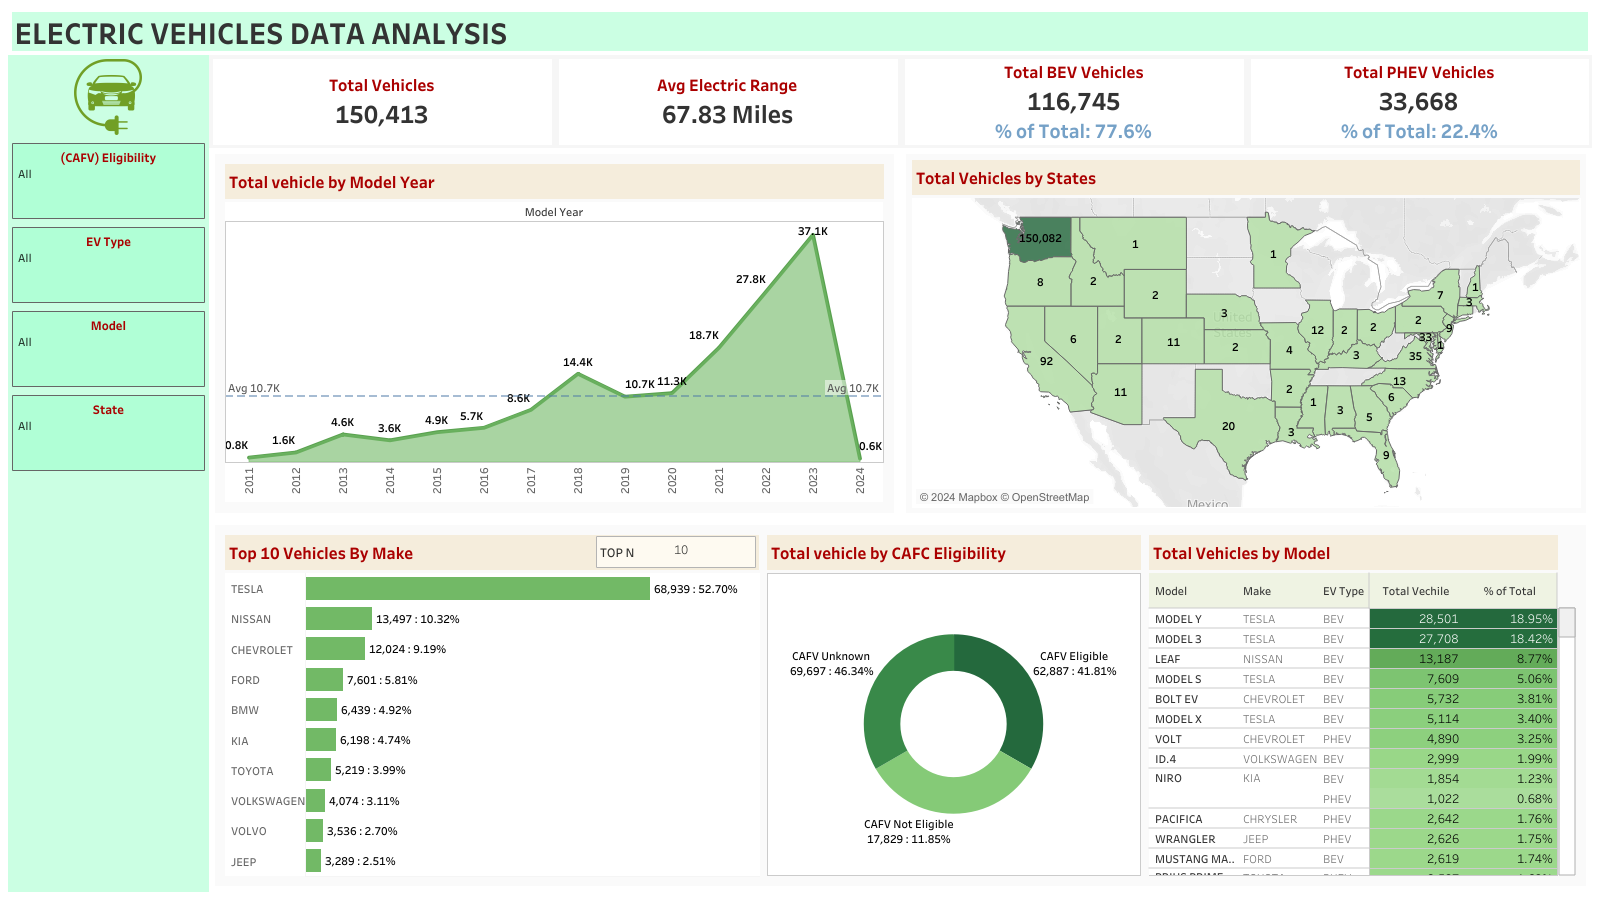 ELECTRIC VEHICLES DATA ANALYSIS
(CAFV) Eligibility
All
EV Type
All
Model
All
State
All
Total Vehicles
150,413
Avg Electric Range
67.83 Miles
Total BEV Vehicles
116,745
% of Total: 77.6%
Total PHEV Vehicles
33,668
% of Total: 22.4%
Total vehicle by Model Year
Model Year
37.1K
27.8K
18.7K
14.4K
10.7K 11.3K
Avg 10.7K
Avg 10.7K
8.6K
4.6K
3.6K
4.9K
5.7K
0.8K
1.6K
0.6K
2011
2012
2013
2014
2015
2016
2017
2018
2019
2020
2021
2022
2023
2024
Total Vehicles by States
150,082
1
1
8
2
2
7
1
3
3
2
9
6
2
11
2
12
2
2
33
1
92
4
3
35
11
2
13
6
20
3
1
3
5
9
United States
Mexico
© 2024 Mapbox © OpenStreetMap
Top 10 Vehicles By Make
TOP N 10
TESLA 68,939 : 52.70%
NISSAN 13,497 : 10.32%
CHEVROLET 12,024 : 9.19%
FORD 7,601 : 5.81%
BMW 6,439 : 4.92%
KIA 6,198 : 4.74%
TOYOTA 5,219 : 3.99%
VOLKSWAGEN 4,074 : 3.11%
VOLVO 3,536 : 2.70%
JEEP 3,289 : 2.51%
Total vehicle by CAFC Eligibility
CAFV Unknown
69,697 : 46.34%
CAFV Eligible
62,887 : 41.81%
CAFV Not Eligible
17,829 : 11.85%
Total Vehicles by Model
Model Make EV Type Total Vechile % of Total
MODEL Y TESLA BEV 28,501 18.95%
MODEL 3 TESLA BEV 27,708 18.42%
LEAF NISSAN BEV 13,187 8.77%
MODEL S TESLA BEV 7,609 5.06%
BOLT EV CHEVROLET BEV 5,732 3.81%
MODEL X TESLA BEV 5,114 3.40%
VOLT CHEVROLET PHEV 4,890 3.25%
ID.4 VOLKSWAGEN BEV 2,999 1.99%
NIRO KIA BEV 1,854 1.23%
PHEV 1,022 0.68%
PACIFICA CHRYSLER PHEV 2,642 1.76%
WRANGLER JEEP PHEV 2,626 1.75%
MUSTANG MA.. FORD BEV 2,619 1.74%